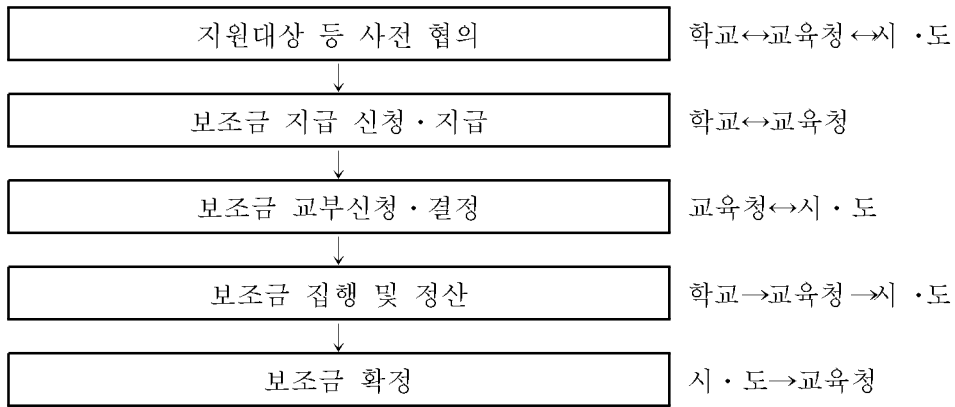 지원대상 등 사전 협의 학교↔교육청↔시·도
↓
보조금 지급 신청·지급 학교↔교육청
↓
보조금 교부신청·결정 교육청↔시·도
↓
보조금 집행 및 정산 학교→교육청→시·도
↓
보조금 확정 시·도→교육청